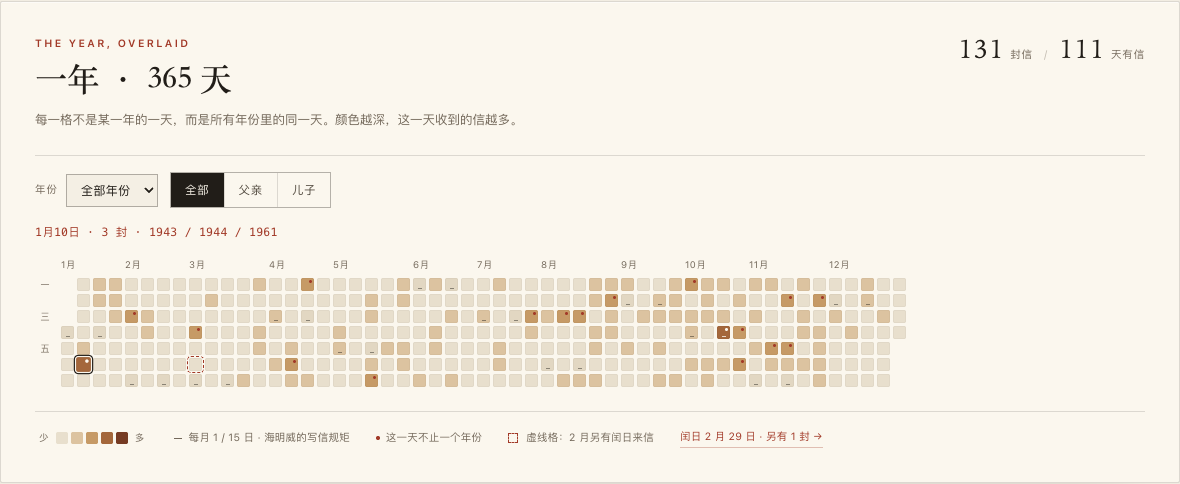 THE YEAR, OVERLAID
131 封信 / 111 天有信
一年 · 365 天
每一格不是某一年的一天，而是所有年份里的同一天。颜色越深，这一天收到的信越多。
年份 全部年份 全部 父亲 儿子
1月10日 · 3 封 · 1943 / 1944 / 1961
1月 2月 3月 4月 5月 6月 7月 8月 9月 10月 11月 12月
一
三
五
少 多 — 每月 1 / 15 日 · 海明威的写信规矩 • 这一天不止一个年份 虚线格：2 月另有闰日来信 闰日 2 月 29 日 · 另有 1 封 →